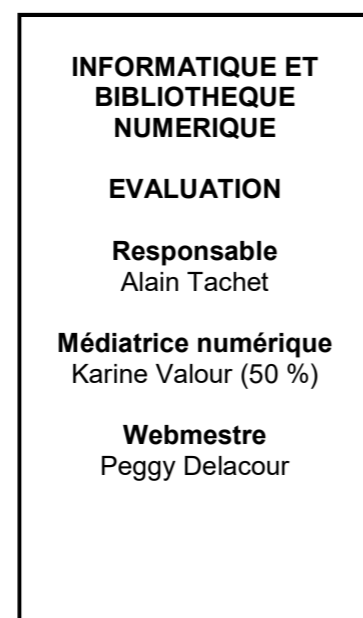 INFORMATIQUE ET
BIBLIOTHEQUE
NUMERIQUE
EVALUATION
Responsable
Alain Tachet
Médiatrice numérique
Karine Valour (50 %)
Webmestre
Peggy Delacour